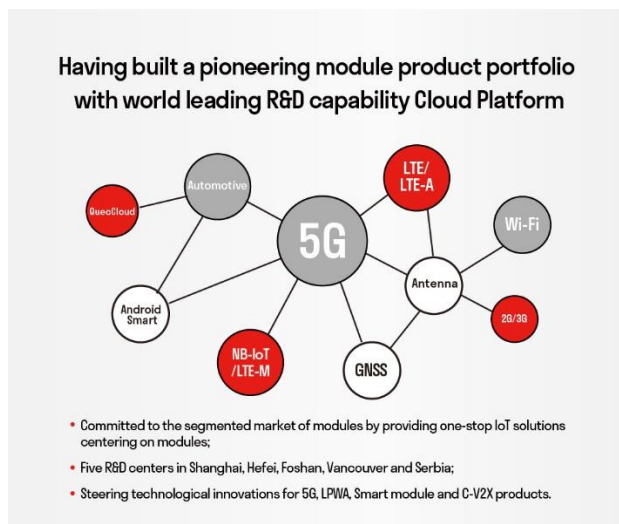 Having built a pioneering module product portfolio
with world leading R&D capability Cloud Platform
LTE/
LTE-A
Automotive
QuecCloud
Wi-Fi
5G
Antenna
Android
Smart
2G/3G
NB-IoT
/LTE-M
GNSS
• Committed to the segmented market of modules by providing one-stop IoT solutions
centering on modules;
• Five R&D centers in Shanghai, Hefei, Foshan, Vancouver and Serbia;
• Steering technological innovations for 5G, LPWA, Smart module and C-V2X products.